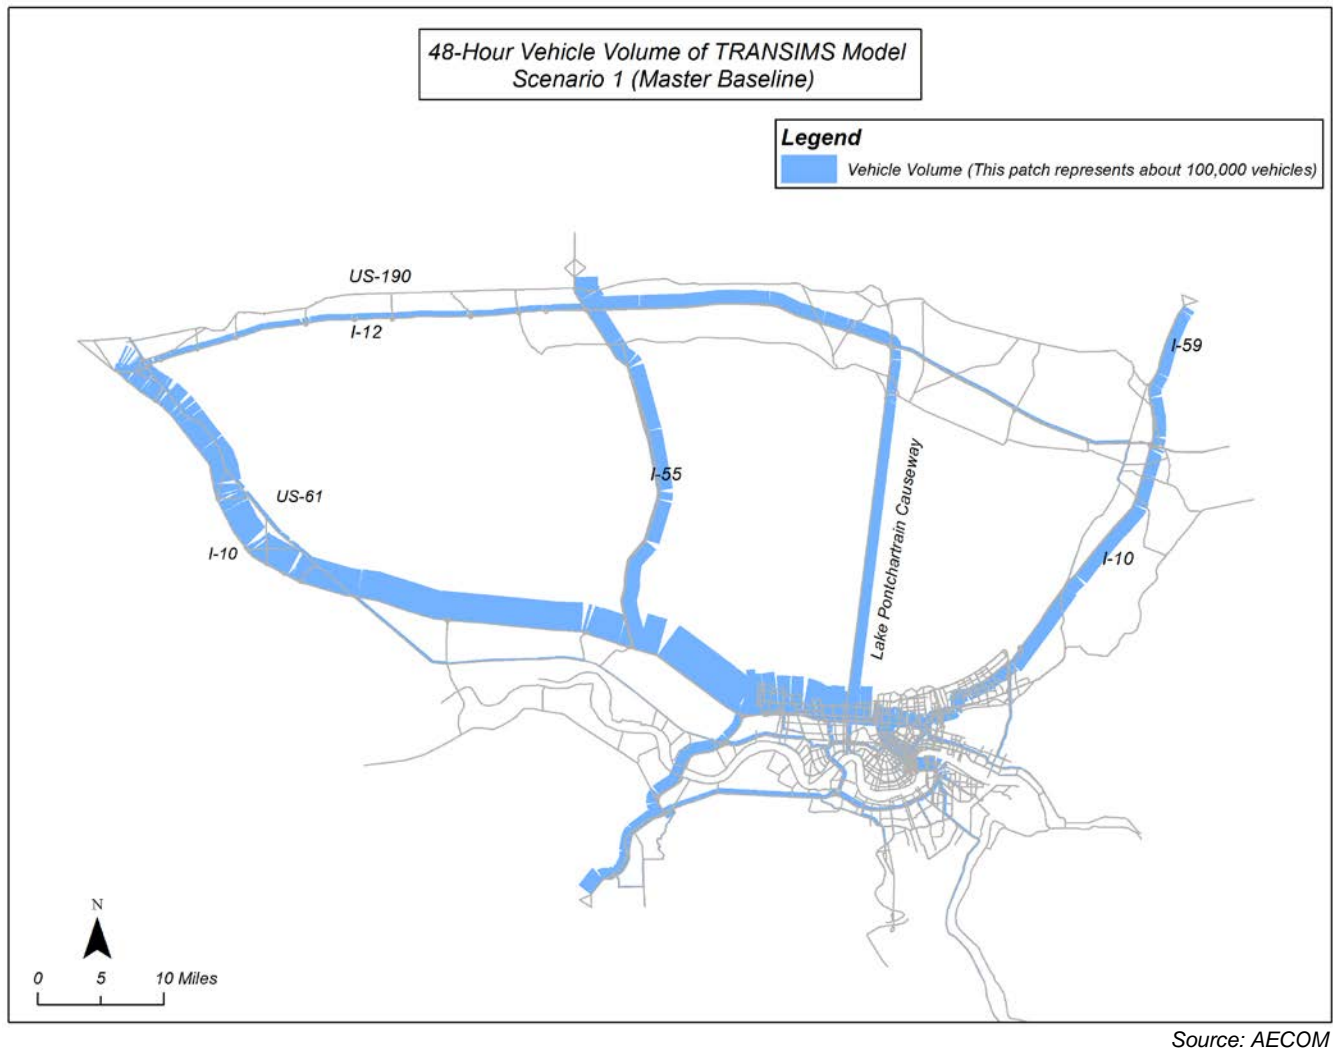 48-Hour Vehicle Volume of TRANSIMS Model
Scenario 1 (Master Baseline)
Legend
Vehicle Volume (This patch represents about 100,000 vehicles)
US-190
I-12
I-59
I-55
Lake Pontchartrain Causeway
US-61
I-10
I-10
N
0 5 10 Miles
Source: AECOM